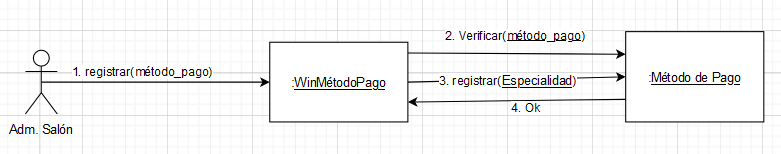 2. Verificar(método_pago)
1. registrar(método_pago)
:WinMétodoPago
3. registrar(Especialidad)
:Método de Pago
4. Ok
Adm. Salón